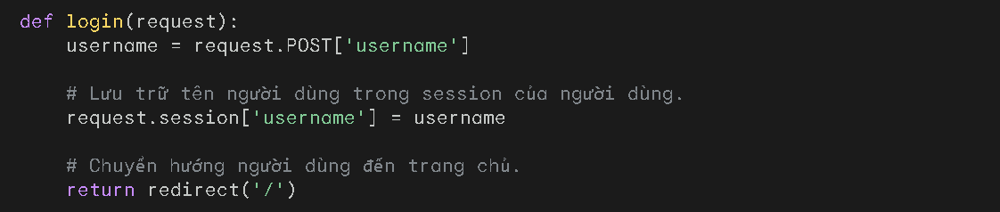 def login(request):
    username = request.POST['username']

    # Lưu trữ tên người dùng trong session của người dùng.
    request.session['username'] = username

    # Chuyển hướng người dùng đến trang chủ.
    return redirect('/')